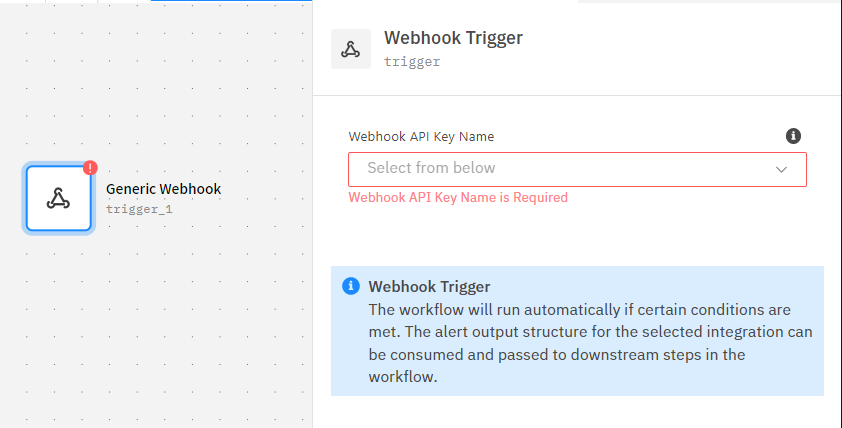 Webhook Trigger
trigger
Webhook API Key Name
Select from below
Webhook API Key Name is Required
Generic Webhook
trigger_1
Webhook Trigger
The workflow will run automatically if certain conditions are
met. The alert output structure for the selected integration can
be consumed and passed to downstream steps in the
workflow.